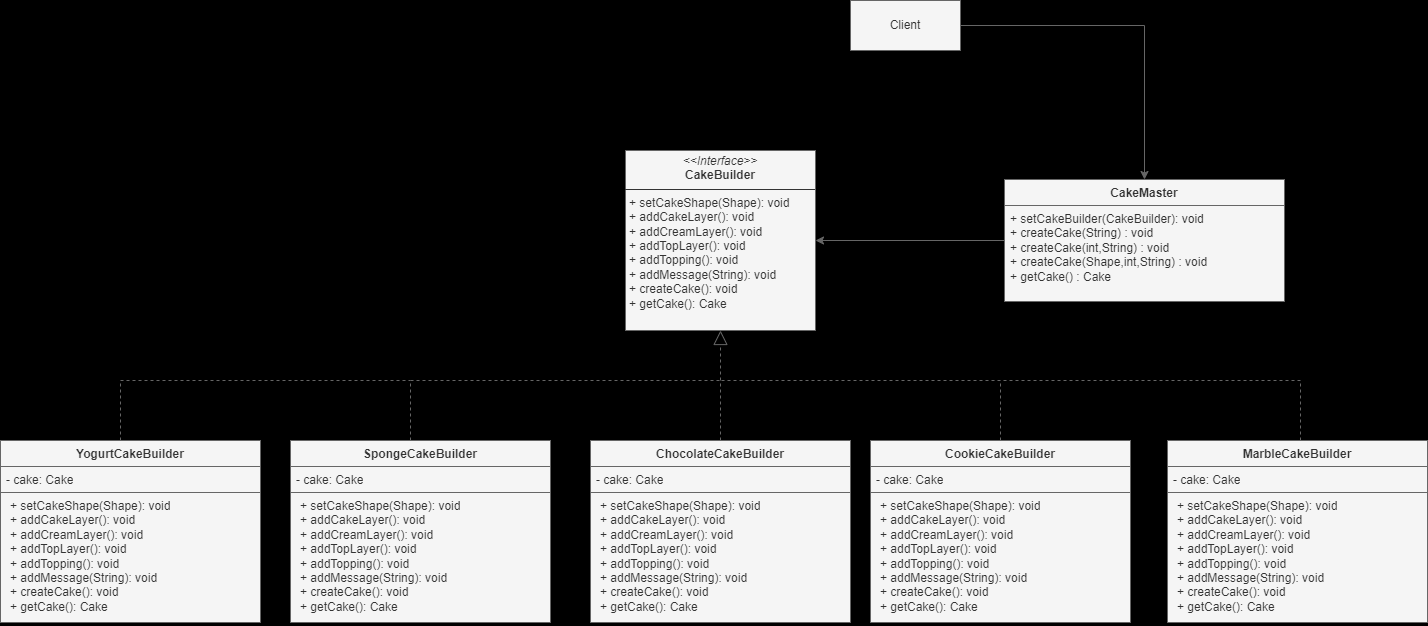 Client
<<Interface>>
CakeBuilder
+ setCakeShape(Shape): void
+ addCakeLayer(): void
+ addCreamLayer(): void
+ addTopLayer(): void
+ addTopping(): void
+ addMessage(String): void
+ createCake(): void
+ getCake(): Cake
CakeMaster
+ setCakeBuilder(CakeBuilder): void
+ createCake(String) : void
+ createCake(int,String) : void
+ createCake(Shape,int,String) : void
+ getCake() : Cake
YogurtCakeBuilder
- cake: Cake
+ setCakeShape(Shape): void
+ addCakeLayer(): void
+ addCreamLayer(): void
+ addTopLayer(): void
+ addTopping(): void
+ addMessage(String): void
+ createCake(): void
+ getCake(): Cake
SpongeCakeBuilder
- cake: Cake
+ setCakeShape(Shape): void
+ addCakeLayer(): void
+ addCreamLayer(): void
+ addTopLayer(): void
+ addTopping(): void
+ addMessage(String): void
+ createCake(): void
+ getCake(): Cake
ChocolateCakeBuilder
- cake: Cake
+ setCakeShape(Shape): void
+ addCakeLayer(): void
+ addCreamLayer(): void
+ addTopLayer(): void
+ addTopping(): void
+ addMessage(String): void
+ createCake(): void
+ getCake(): Cake
CookieCakeBuilder
- cake: Cake
+ setCakeShape(Shape): void
+ addCakeLayer(): void
+ addCreamLayer(): void
+ addTopLayer(): void
+ addTopping(): void
+ addMessage(String): void
+ createCake(): void
+ getCake(): Cake
MarbleCakeBuilder
- cake: Cake
+ setCakeShape(Shape): void
+ addCakeLayer(): void
+ addCreamLayer(): void
+ addTopLayer(): void
+ addTopping(): void
+ addMessage(String): void
+ createCake(): void
+ getCake(): Cake